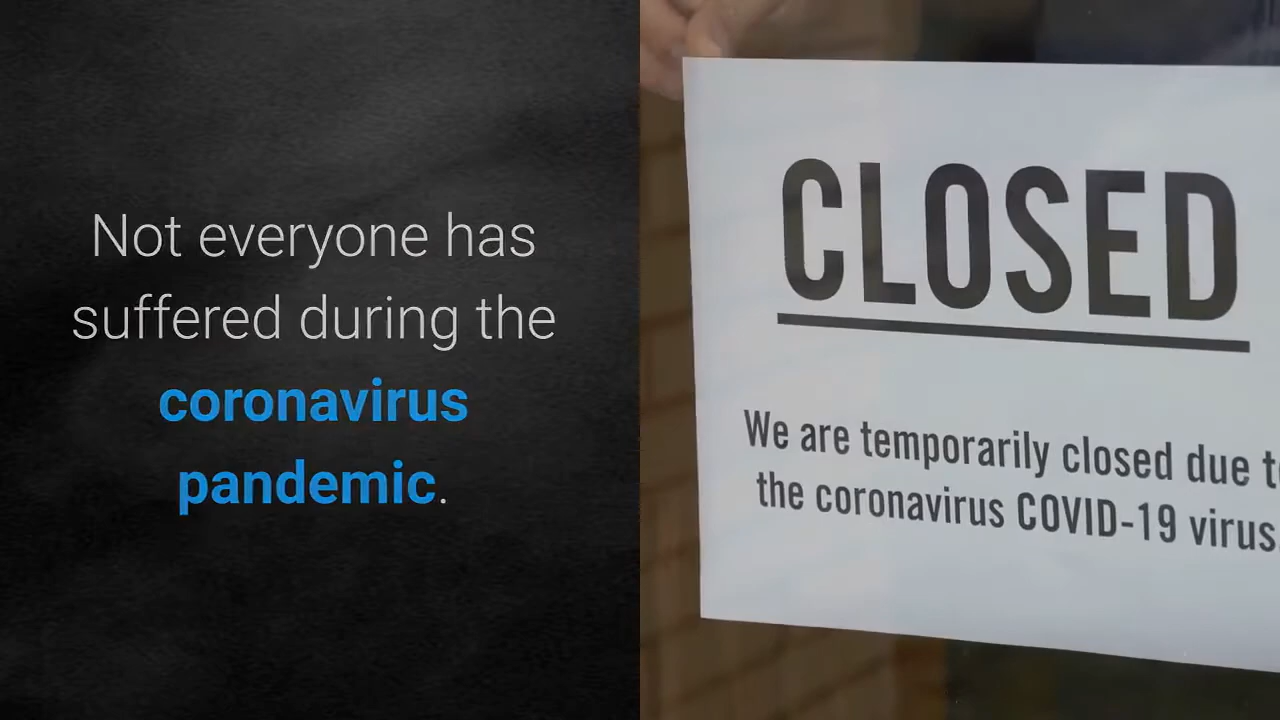 Not everyone has
suffered during the
coronavirus
pandemic.
CLOSED
We are temporarily closed due to
the coronavirus COVID-19 virus.